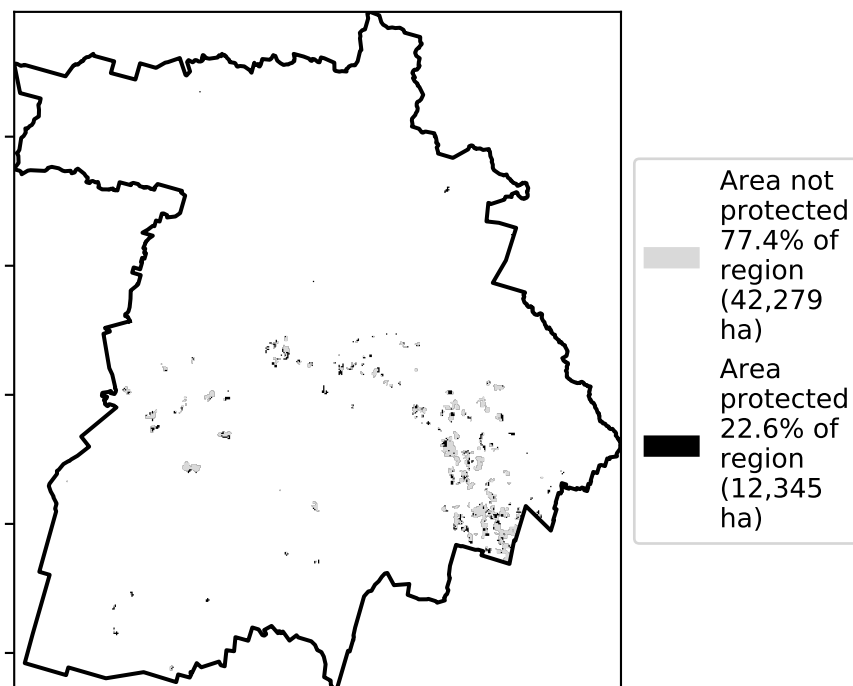 Area not
protected
77.4% of
region
(42,279
ha)
Area
protected
22.6% of
region
(12,345
ha)